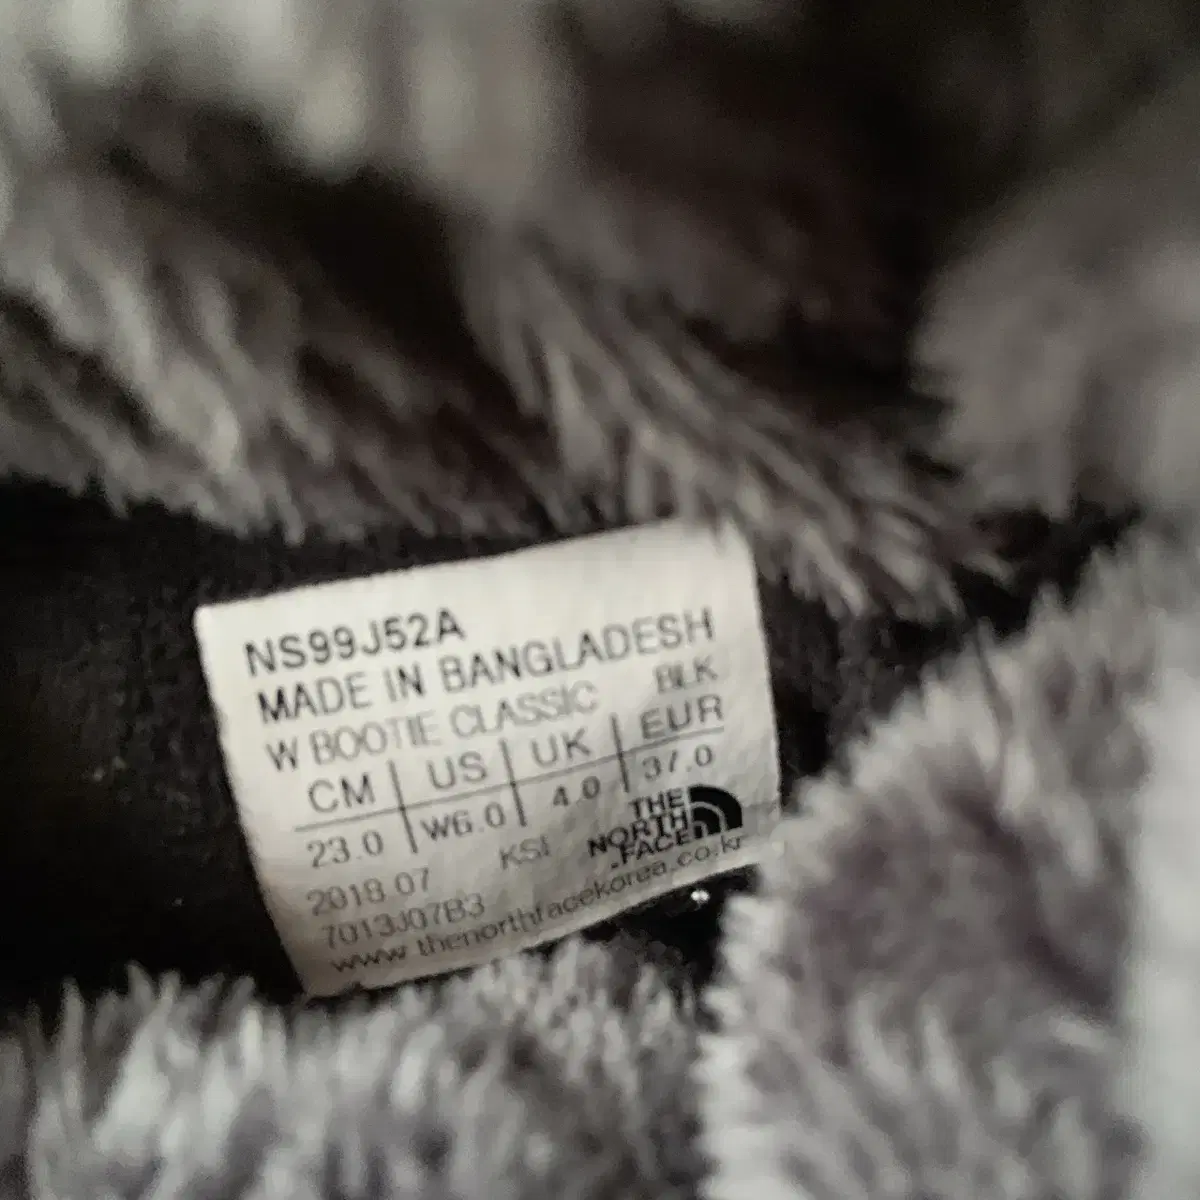 NS99J52A
MADE IN BANGLADESH
W BOOTIE CLASSIC BLK
CM US UK EUR
23.0 W6.0 4.0 37.0
2018.07
THE
NORTH
FACE
7013J07B3
www.thenorthfacekorea.co.kr